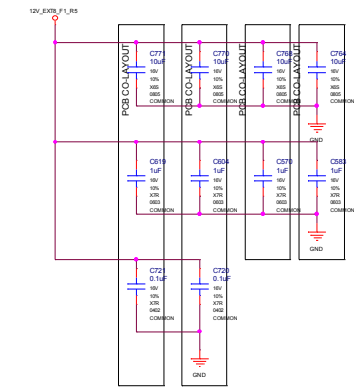 12V_EXT8_F1_R5
PCB CO-LAYOUT
PCB CO-LAYOUT
PCB CO-LAYOUT
PCB CO-LAYOUT
C771
10uF
16V
10%
X6S
0805
COMMON
C770
10uF
16V
10%
X6S
0805
COMMON
C768
10uF
16V
10%
X6S
0805
COMMON
C764
10uF
16V
10%
X6S
0805
COMMON
GND
C619
1uF
16V
10%
X7R
0603
COMMON
C604
1uF
16V
10%
X7R
0603
COMMON
C570
1uF
16V
10%
X7R
0603
COMMON
C583
1uF
16V
10%
X7R
0603
COMMON
GND
C721
0.1uF
16V
10%
X7R
0402
COMMON
C720
0.1uF
16V
10%
X7R
0402
COMMON
GND